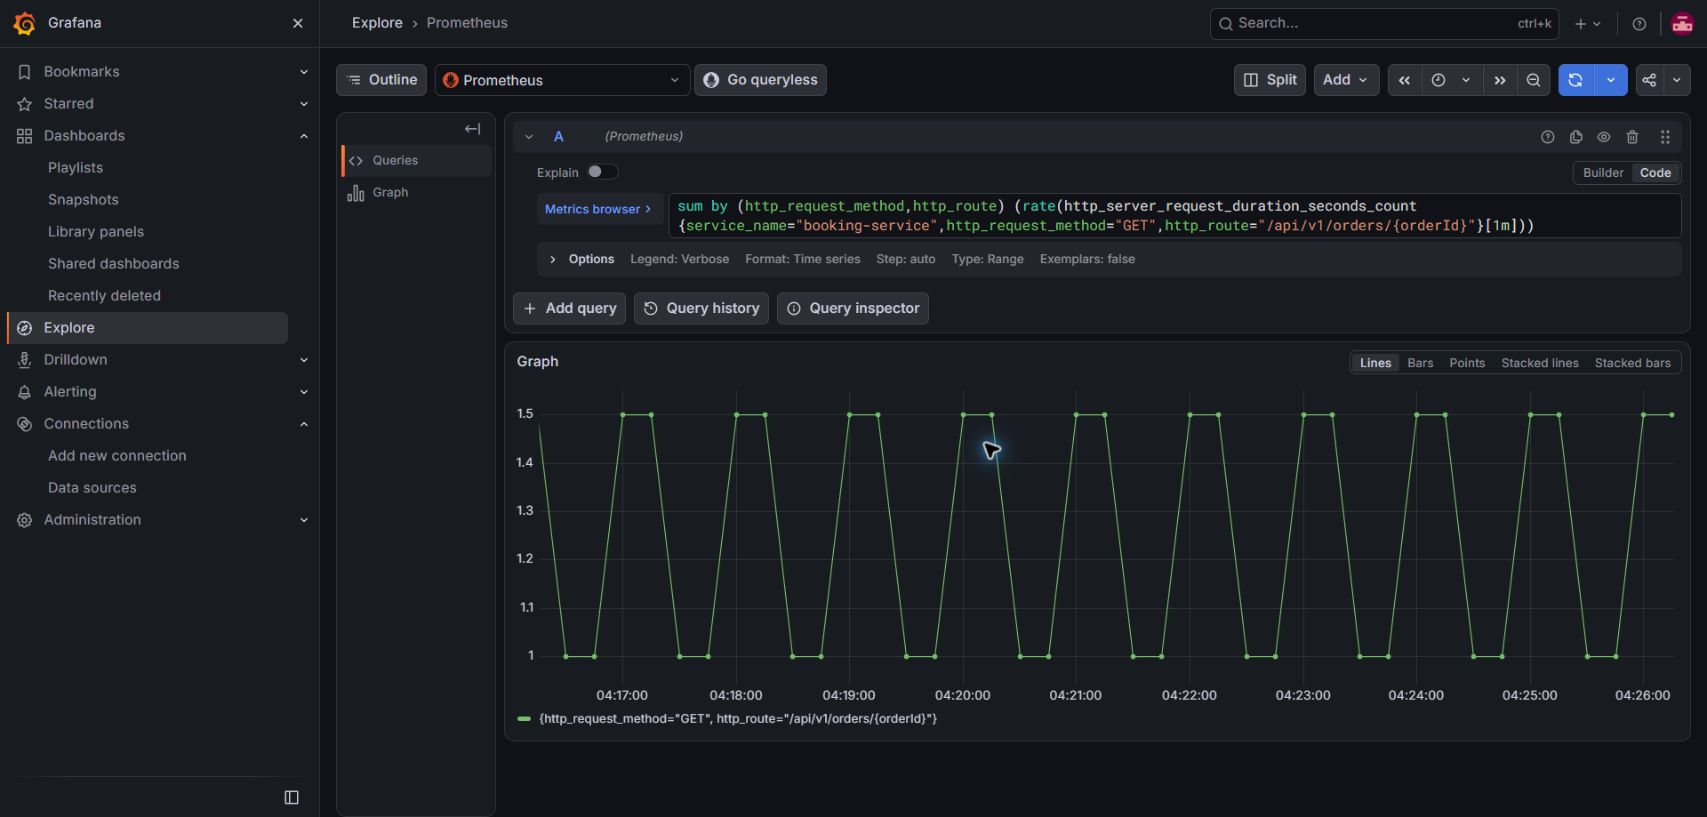 Grafana
Explore › Prometheus
Search...
ctrl+k
Bookmarks
Starred
Dashboards
Playlists
Snapshots
Library panels
Shared dashboards
Recently deleted
Explore
Drilldown
Alerting
Connections
Add new connection
Data sources
Administration
Outline
Prometheus
Go queryless
Split
Add
Queries
Graph
A (Prometheus)
Explain
Builder Code
Metrics browser >
sum by (http_request_method,http_route) (rate(http_server_request_duration_seconds_count
{service_name="booking-service",http_request_method="GET",http_route="/api/v1/orders/{orderId}"}[1m]))
Options Legend: Verbose Format: Time series Step: auto Type: Range Exemplars: false
+ Add query
Query history
Query inspector
Graph
Lines Bars Points Stacked lines Stacked bars
1.5
1.4
1.3
1.2
1.1
1
04:17:00 04:18:00 04:19:00 04:20:00 04:21:00 04:22:00 04:23:00 04:24:00 04:25:00 04:26:00
{http_request_method="GET", http_route="/api/v1/orders/{orderId}"}